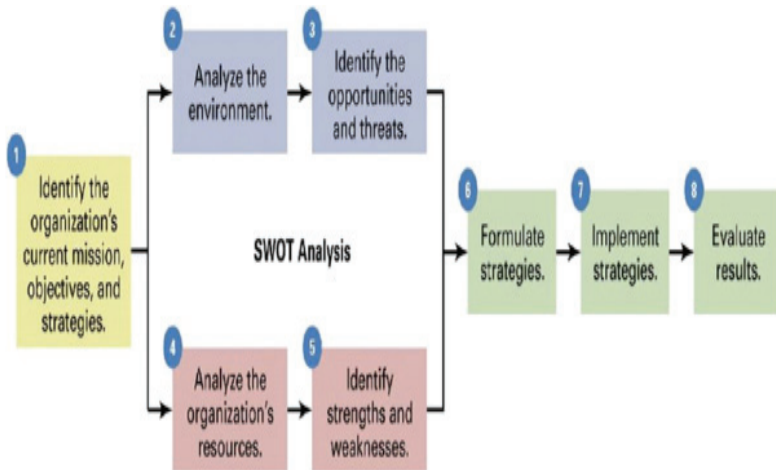 1
Identify the
organization's
current mission,
objectives, and
strategies.
2
Analyze the
environment.
3
Identify the
opportunities
and threats.
SWOT Analysis
4
Analyze the
organization's
resources.
5
Identify
strengths and
weaknesses.
6
Formulate
strategies.
7
Implement
strategies.
8
Evaluate
results.